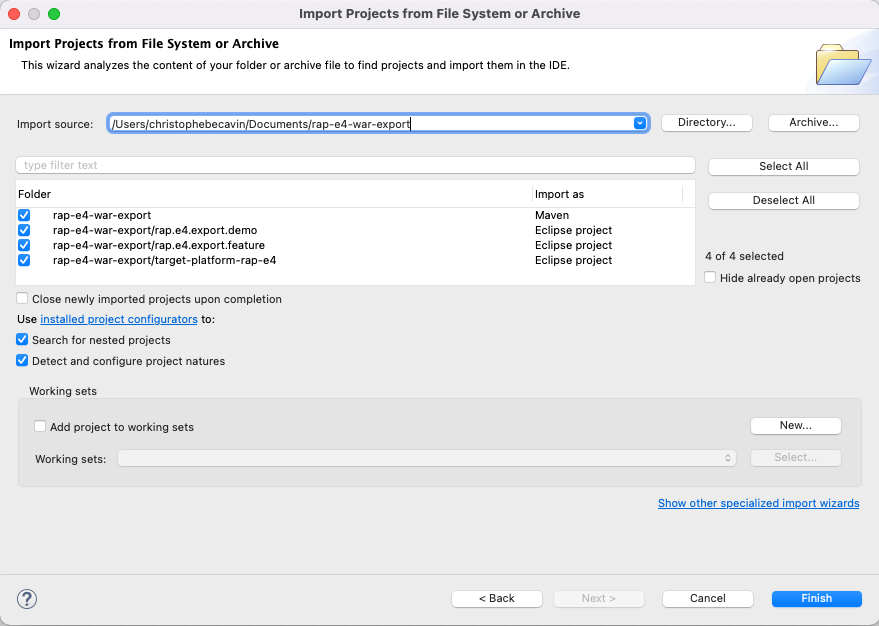 Import Projects from File System or Archive
Import Projects from File System or Archive
This wizard analyzes the content of your folder or archive file to find projects and import them in the IDE.
Import source: /Users/christophebecavin/Documents/rap-e4-war-export Directory... Archive...
type filter text Select All
Folder Import as
Deselect All
rap-e4-war-export Maven
rap-e4-war-export/rap.e4.export.demo Eclipse project
rap-e4-war-export/rap.e4.export.feature Eclipse project
rap-e4-war-export/target-platform-rap-e4 Eclipse project
4 of 4 selected
Hide already open projects
Close newly imported projects upon completion
Use installed project configurators to:
Search for nested projects
Detect and configure project natures
Working sets
Add project to working sets New...
Working sets: Select...
Show other specialized import wizards
? < Back Next > Cancel Finish